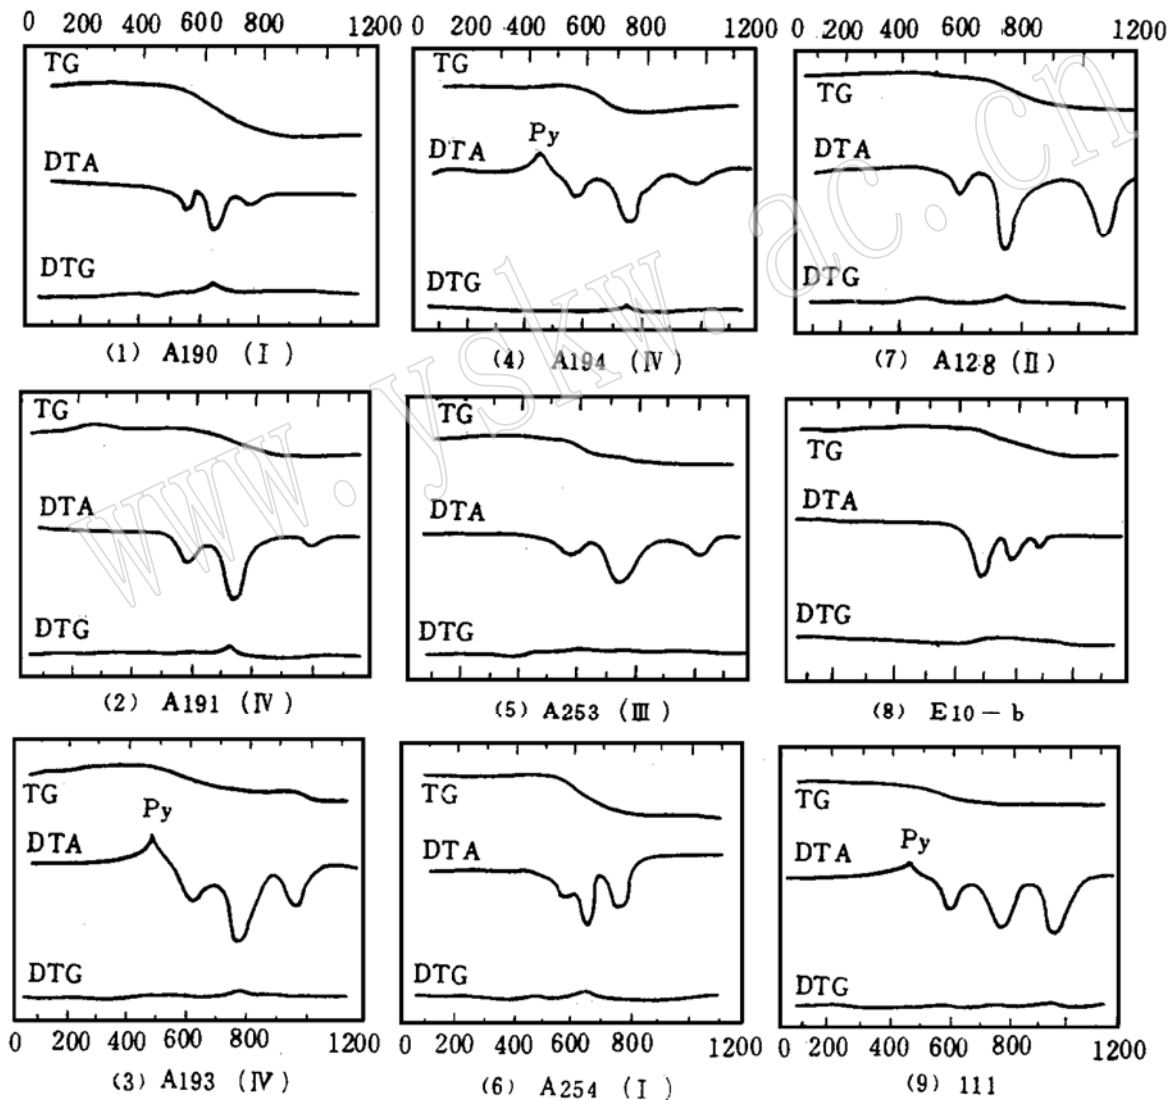 0 200 400 600 800 1200
0 200 400 600 800 1200
0 200 400 600 800 1200
TG
DTA
DTG
(1) A190 (Ⅰ)
TG
Py
DTA
DTG
(4) A194 (Ⅳ)
TG
DTA
DTG
(7) A128 (Ⅱ)
TG
DTA
DTG
(2) A191 (Ⅳ)
TG
DTA
DTG
(5) A253 (Ⅲ)
TG
DTA
DTG
(8) E10-b
TG
Py
DTA
DTG
0 200 400 600 800 1200
(3) A193 (Ⅳ)
TG
DTA
DTG
0 200 400 600 800 1200
(6) A254 (Ⅰ)
TG
Py
DTA
DTG
0 200 400 600 800 1200
(9) 111
www.yskw.ac.cn